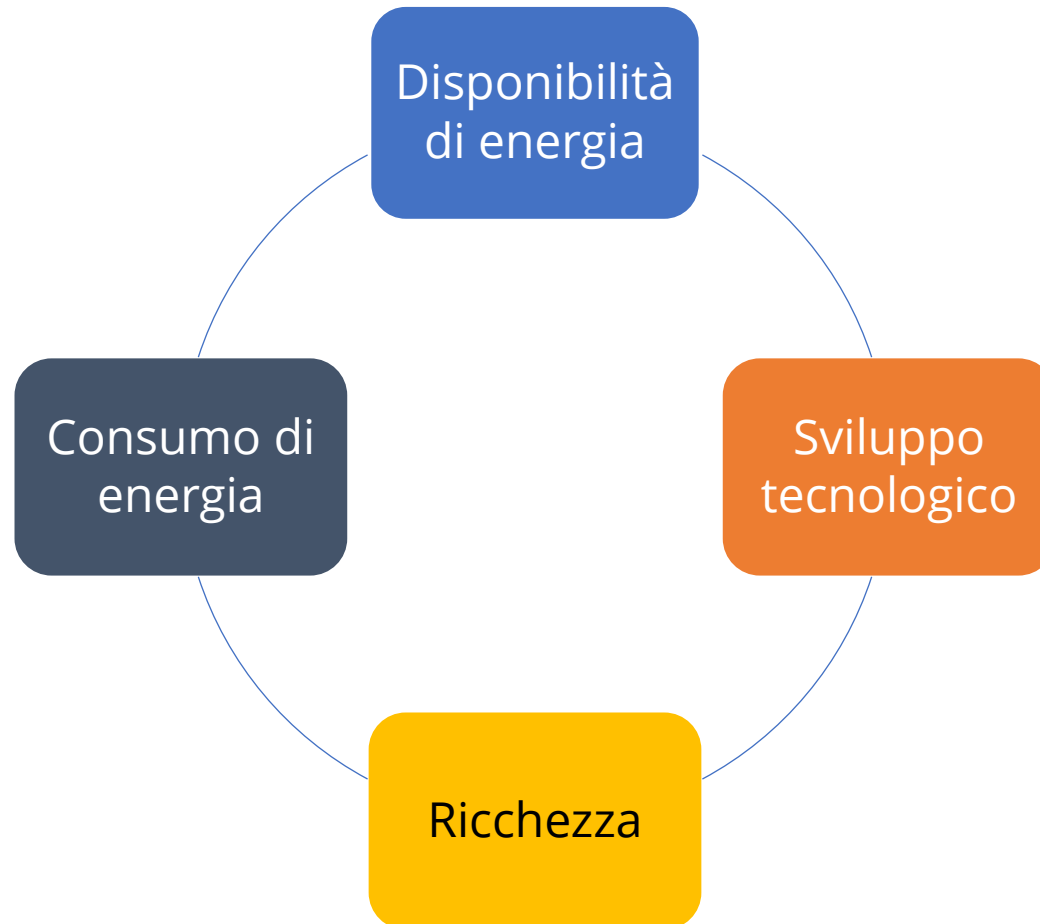 Disponibilità
di energia
Consumo di
energia
Sviluppo
tecnologico
Ricchezza